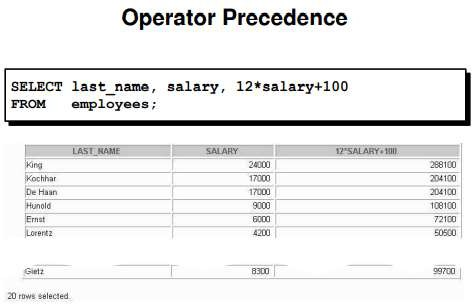 Operator Precedence
SELECT last_name, salary, 12*salary+100
FROM employees;
LAST_NAME SALARY 12*SALARY+100
King 24000 288100
Kochhar 17000 204100
De Haan 17000 204100
Hunold 9000 108100
Ernst 6000 72100
Lorentz 4200 50500
Gietz 8300 99700
20 rows selected.